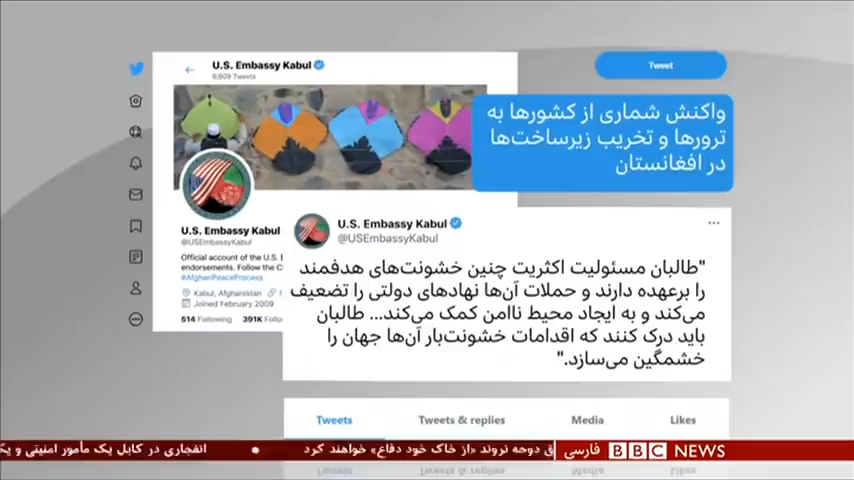 U.S. Embassy Kabul
9,609 Tweets
Tweet
واکنش شماری از کشورها به
ترورها و تخریب زیرساخت‌ها
در افغانستان
U.S. Embassy Kabul
@USEmbassyKabul
Official account of the U.S. E
endorsements. Follow the C
#AfghanPeaceProcess
Kabul, Afghanistan
Joined February 2009
514 Following 391K Fol
U.S. Embassy Kabul
@USEmbassyKabul
"طالبان مسئولیت اکثریت چنین خشونت‌های هدفمند
را برعهده دارند و حملات آن‌ها نهادهای دولتی را تضعیف
می‌کند و به ایجاد محیط ناامن کمک می‌کند... طالبان
باید درک کنند که اقدامات خشونت‌بار آن‌ها جهان را
خشمگین می‌سازد."
Tweets Tweets & replies Media Likes
ق دوحه نروند «از خاک خود دفاع» خواهند کرد • انفجاری در کابل یک مأمور امنیتی و یک
BBC NEWS فارسی